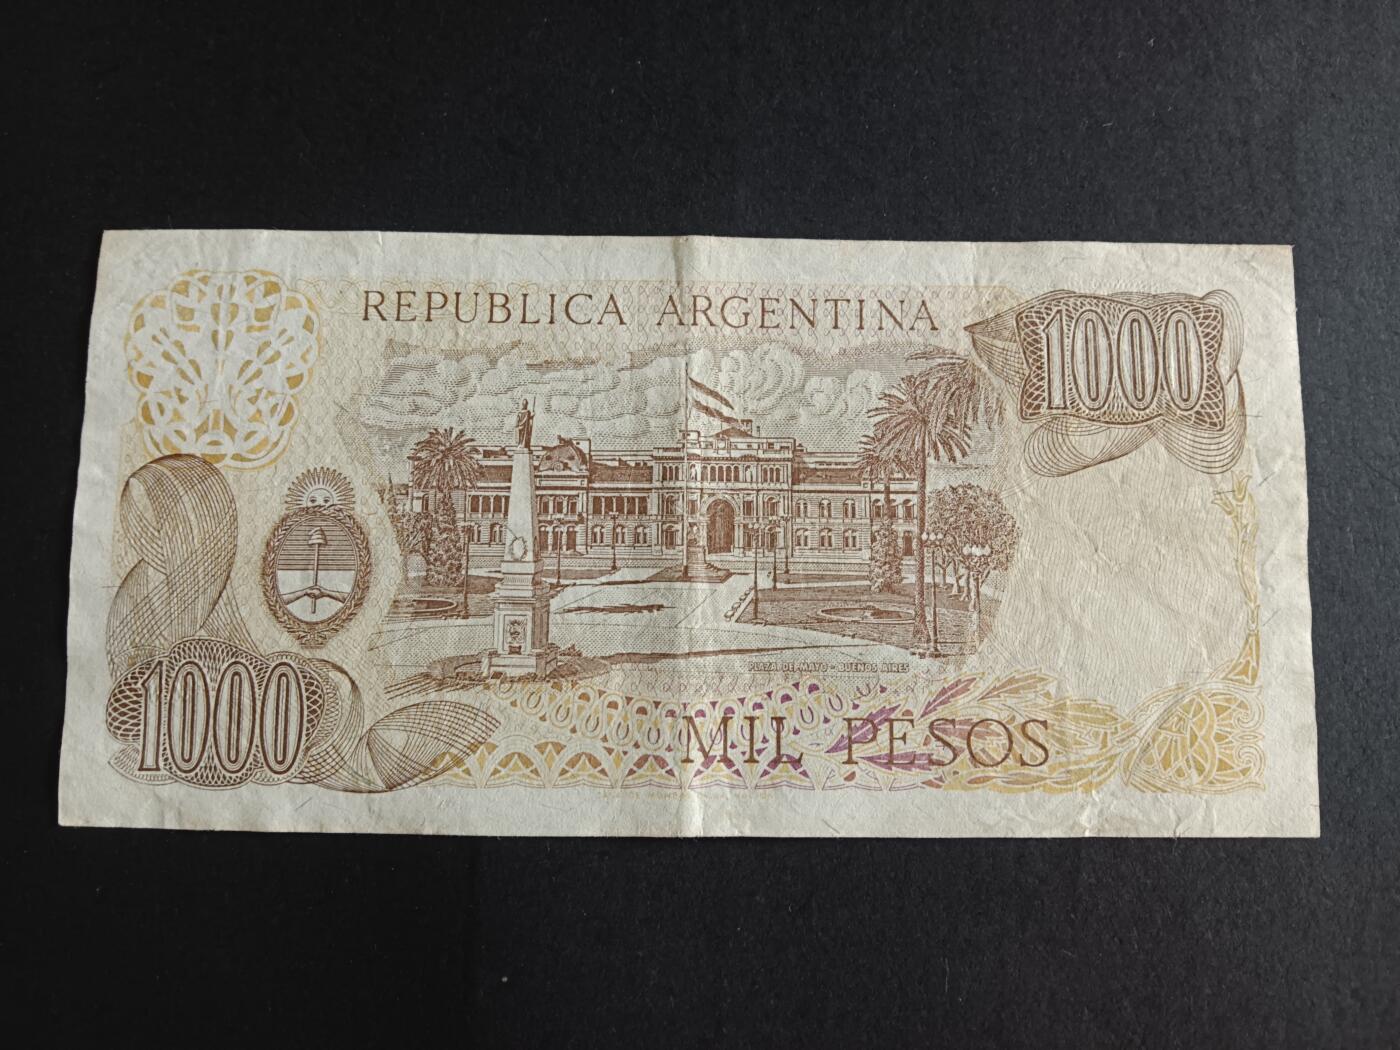 REPUBLICA ARGENTINA
1000
1000
PLAZA DE MAYO - BUENOS AIRES
MIL PESOS